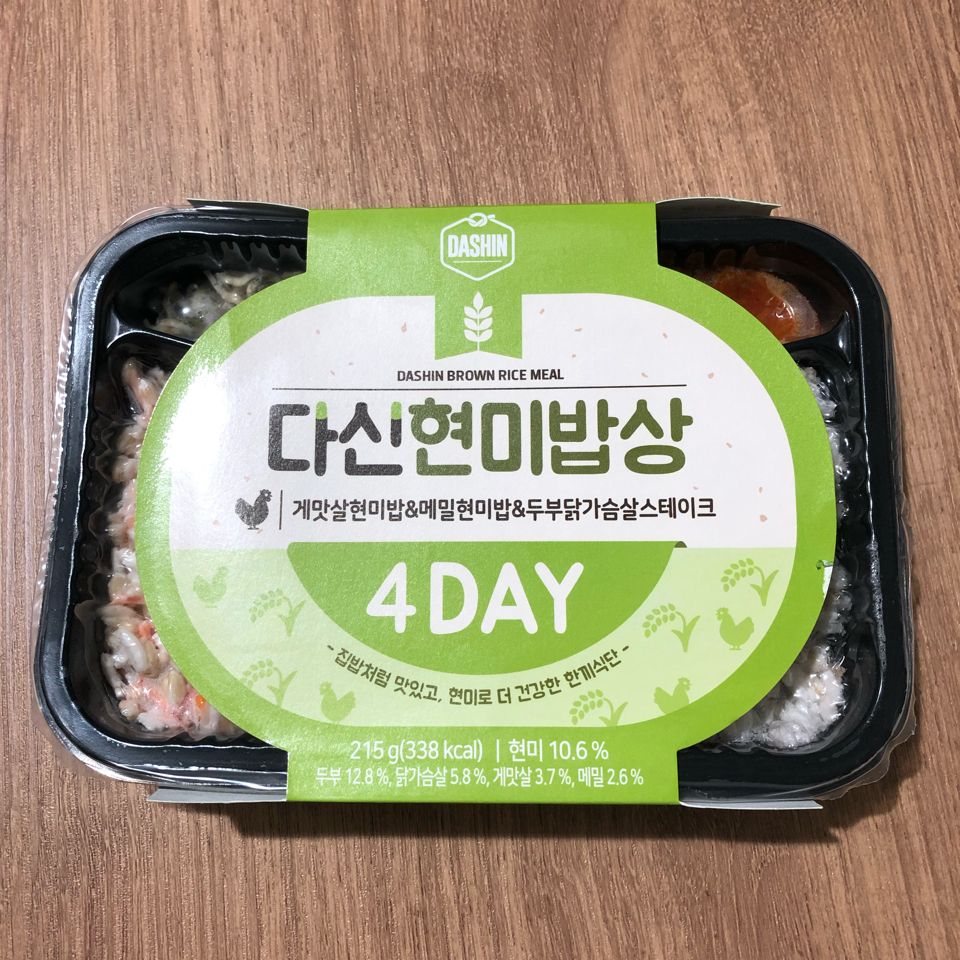 DASHIN
DASHIN BROWN RICE MEAL
다신현미밥상
게맛살현미밥&메밀현미밥&두부닭가슴살스테이크
4 DAY
- 집밥처럼 맛있고, 현미로 더 건강한 한끼식단 -
215 g(338 kcal) | 현미 10.6 %
두부 12.8 %, 닭가슴살 5.8 %, 게맛살 3.7 %, 메밀 2.6 %